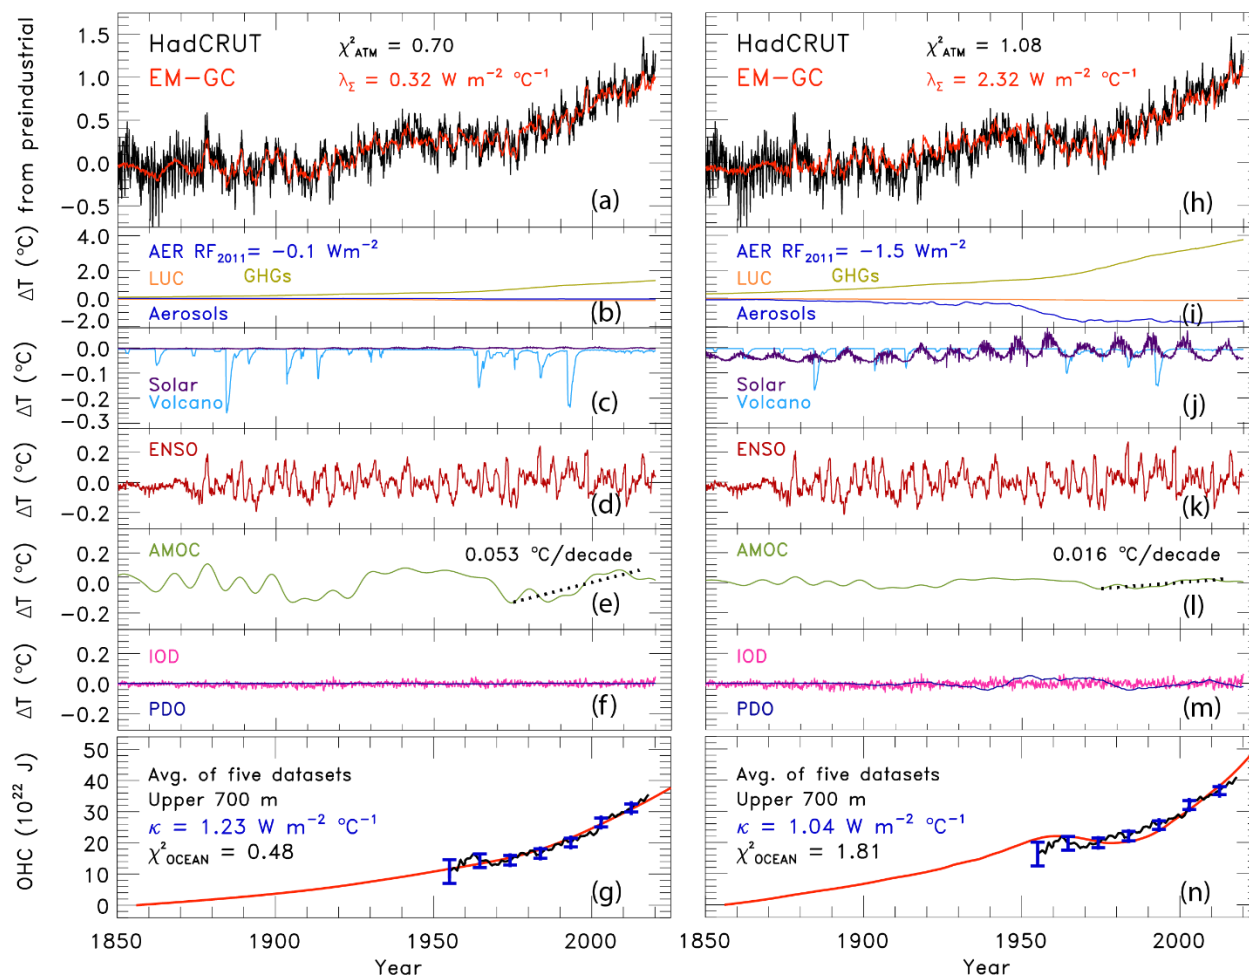 ΔT (°C) from preindustrial
1.5
1.0
0.5
0.0
−0.5
HadCRUT
EM−GC
χ²ATM = 0.70
λΣ = 0.32 W m⁻² °C⁻¹
(a)
4.0
2.0
0.0
−2.0
AER RF₂₀₁₁= −0.1 Wm⁻²
LUC GHGs
Aerosols
(b)
ΔT (°C)
0.0
−0.1
−0.2
−0.3
Solar
Volcano
(c)
ΔT (°C)
0.2
0.0
−0.2
ENSO
(d)
ΔT (°C)
0.2
0.0
−0.2
AMOC
0.053 °C/decade
(e)
ΔT (°C)
0.2
0.0
−0.2
IOD
PDO
(f)
OHC (10²² J)
50
40
30
20
10
0
Avg. of five datasets
Upper 700 m
κ = 1.23 W m⁻² °C⁻¹
χ²OCEAN = 0.48
(g)
1850 1900 1950 2000
Year
HadCRUT
EM−GC
χ²ATM = 1.08
λΣ = 2.32 W m⁻² °C⁻¹
(h)
AER RF₂₀₁₁= −1.5 Wm⁻²
LUC GHGs
Aerosols
(i)
Solar
Volcano
(j)
ENSO
(k)
AMOC
0.016 °C/decade
(l)
IOD
PDO
(m)
Avg. of five datasets
Upper 700 m
κ = 1.04 W m⁻² °C⁻¹
χ²OCEAN = 1.81
(n)
1850 1900 1950 2000
Year